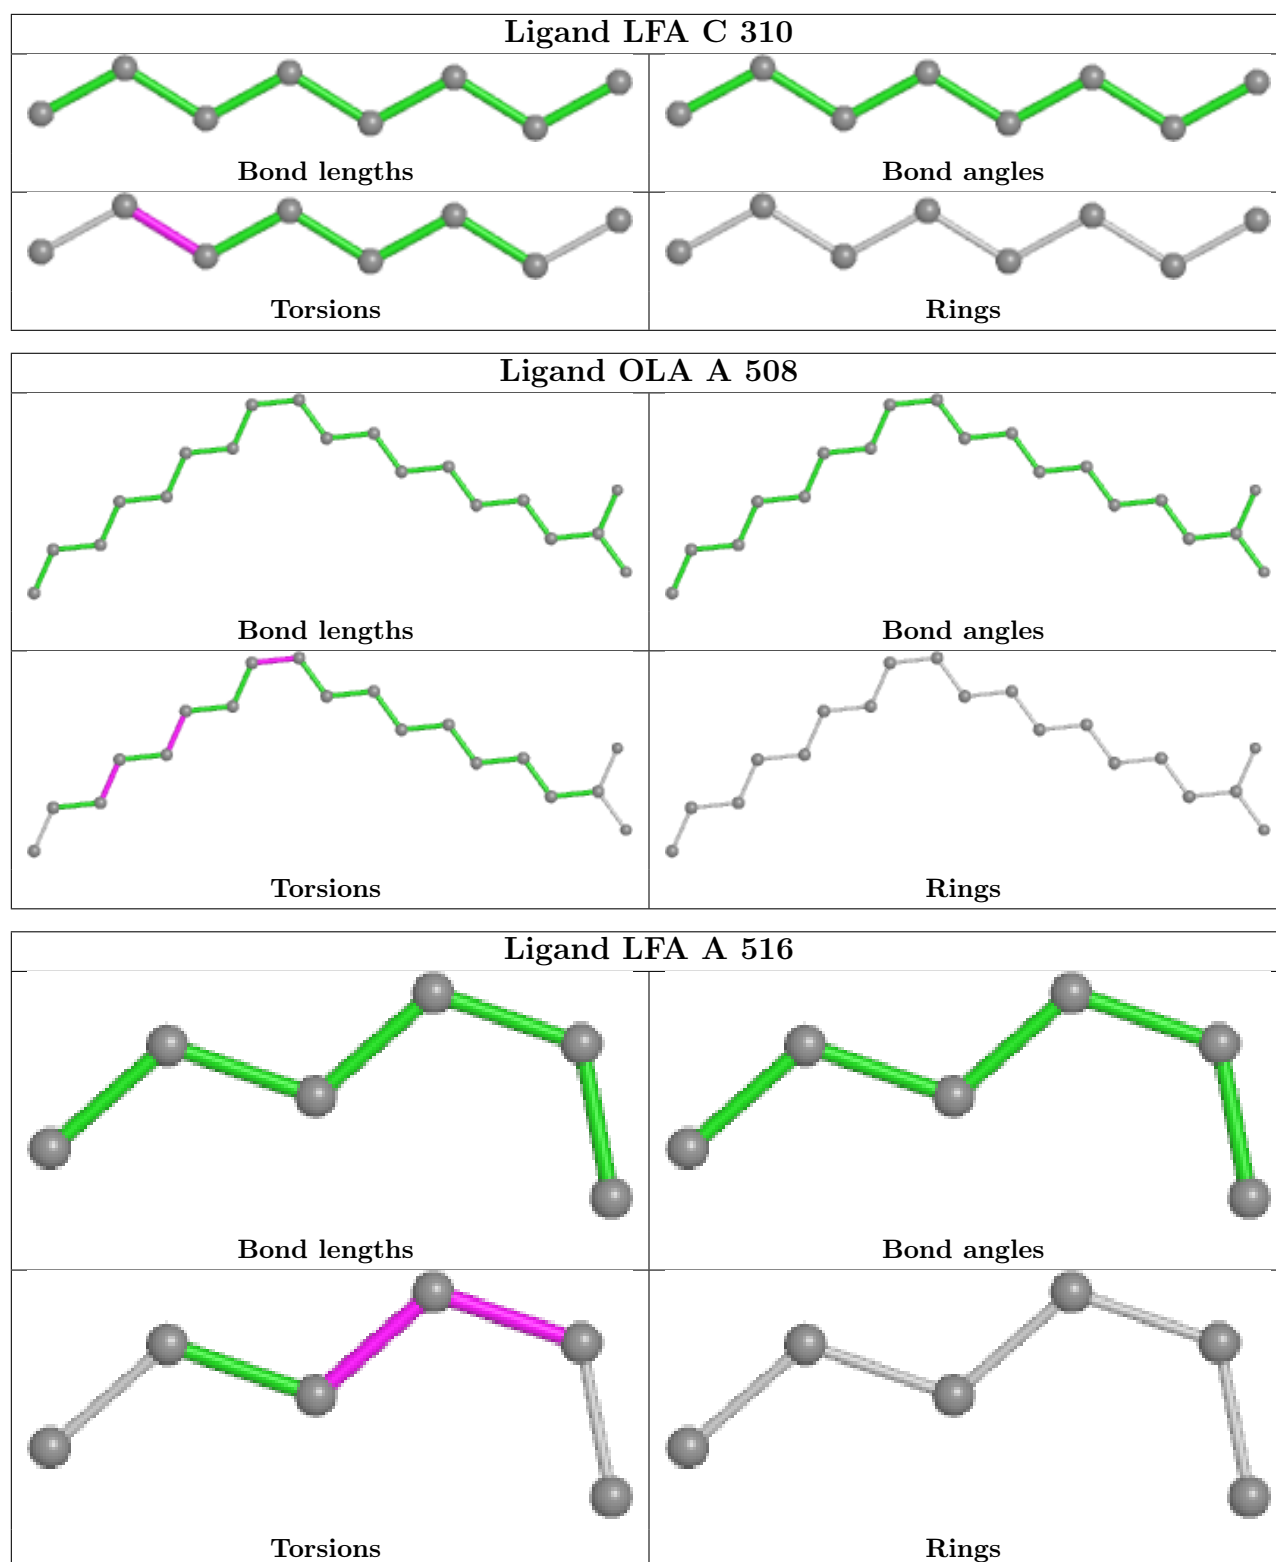 Ligand LFA C 310
Bond lengths
Bond angles
Torsions
Rings
Ligand OLA A 508
Bond lengths
Bond angles
Torsions
Rings
Ligand LFA A 516
Bond lengths
Bond angles
Torsions
Rings